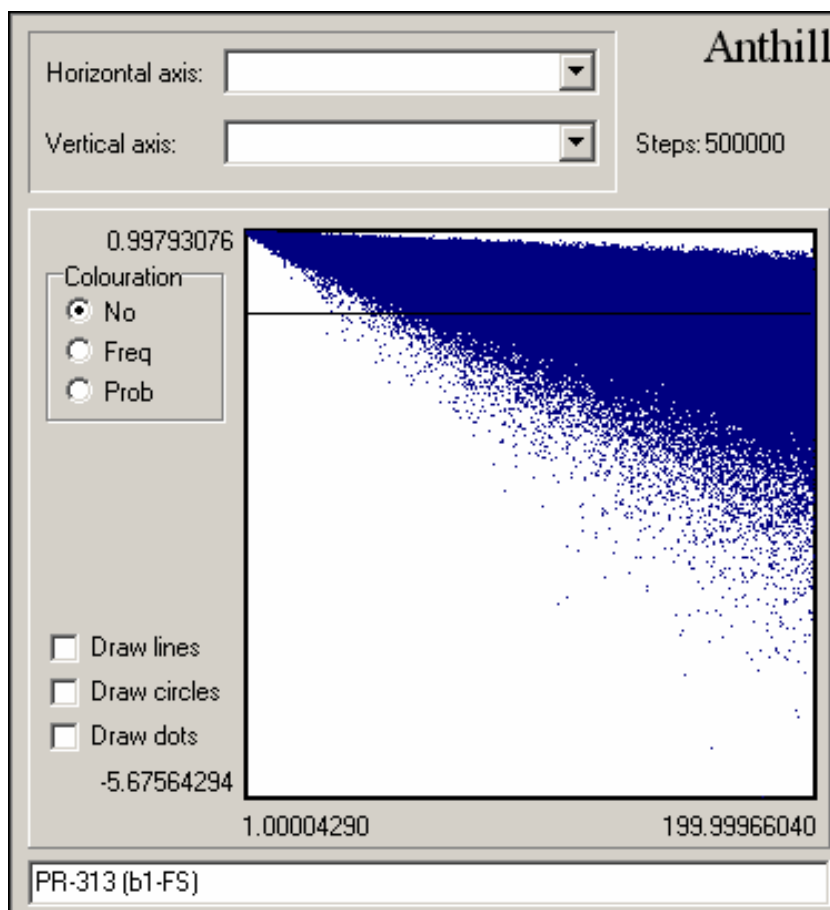 Anthill
Horizontal axis:
Vertical axis:
Steps: 500000
0.99793076
Colouration
No
Freq
Prob
Draw lines
Draw circles
Draw dots
-5.67564294
1.00004290
199.99966040
PR-313 (b1-FS)